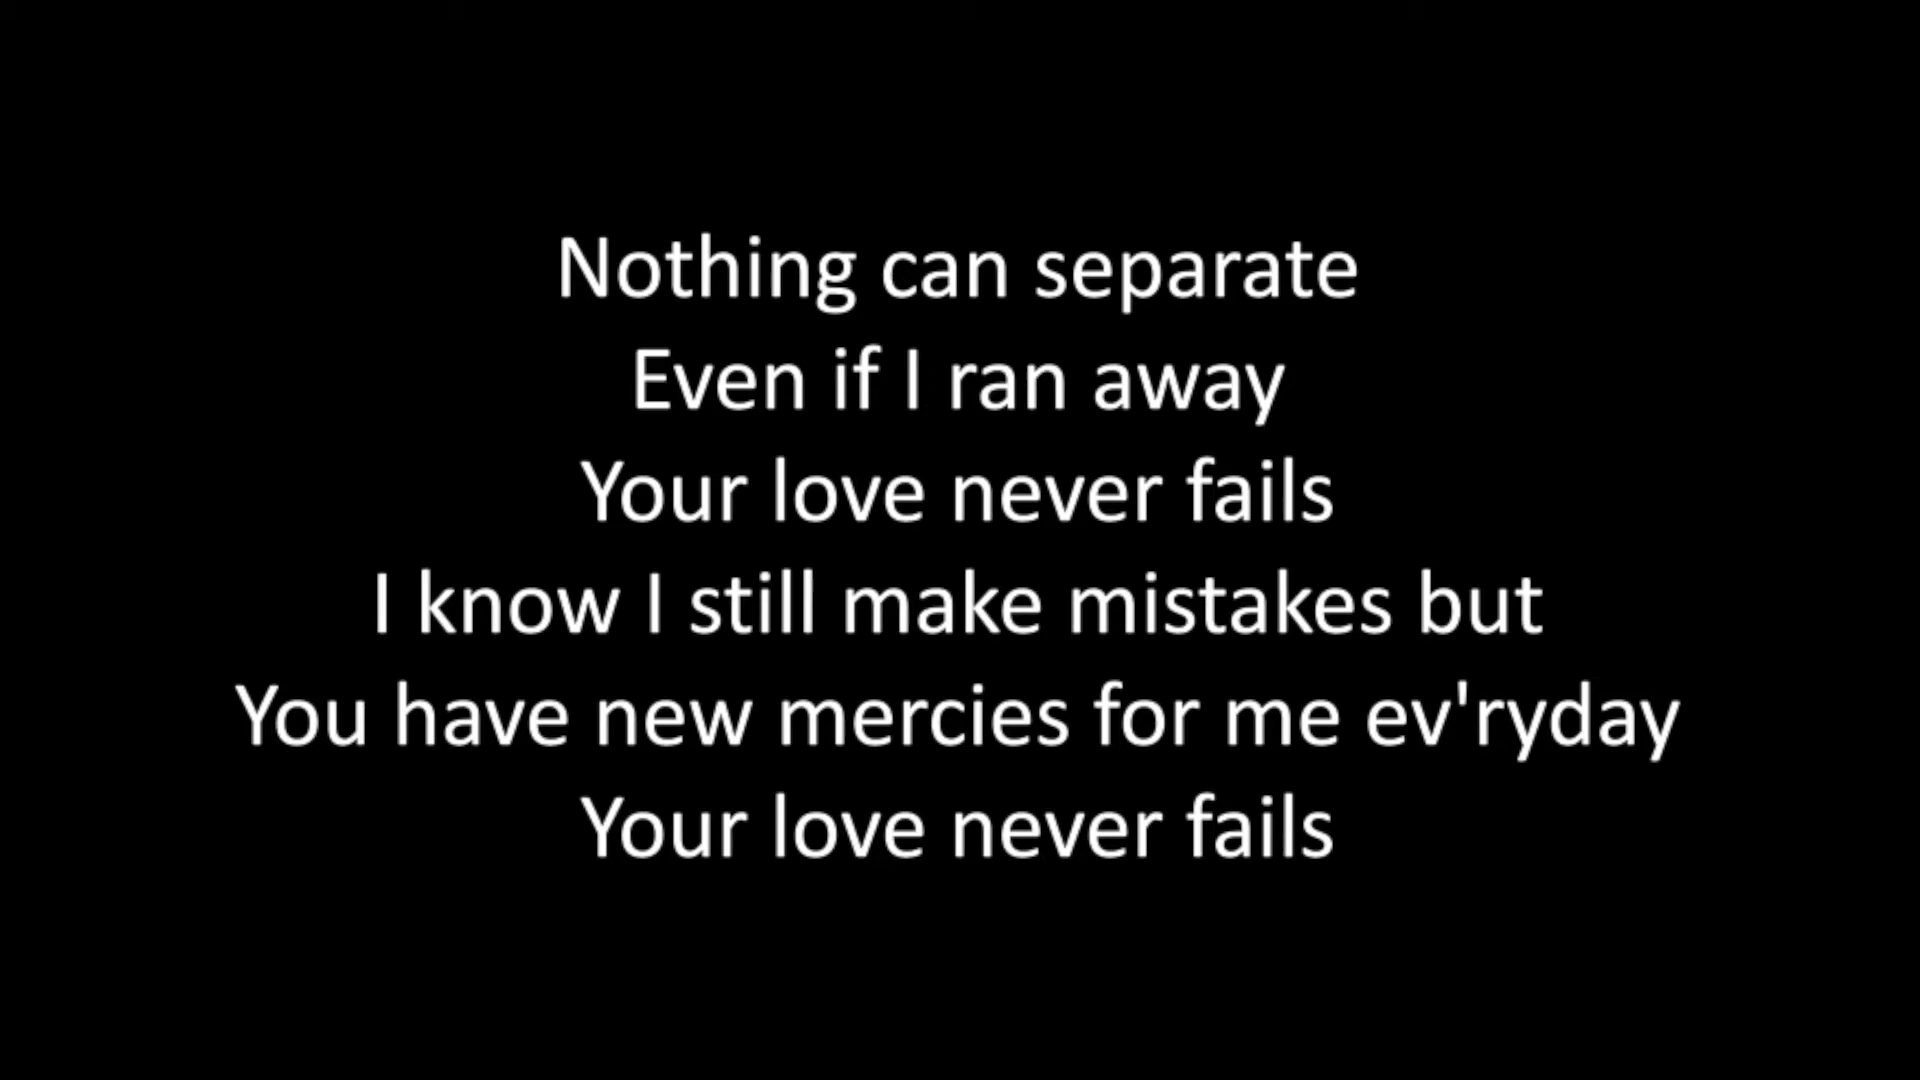 Nothing can separate
Even if I ran away
Your love never fails
I know I still make mistakes but
You have new mercies for me ev'ryday
Your love never fails